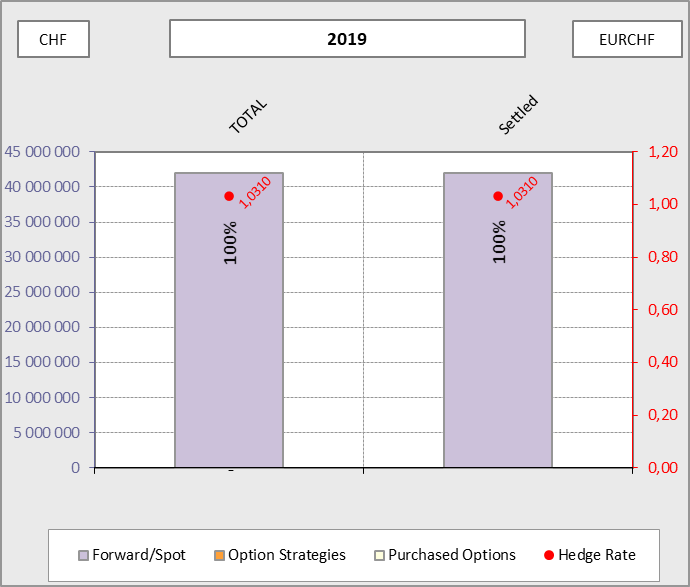 CHF
2019
EURCHF
TOTAL
Settled
45 000 000
40 000 000
35 000 000
30 000 000
25 000 000
20 000 000
15 000 000
10 000 000
5 000 000
0
1,0310
100%
-
1,0310
100%
1,20
1,00
0,80
0,60
0,40
0,20
0,00
Forward/Spot
Option Strategies
Purchased Options
Hedge Rate